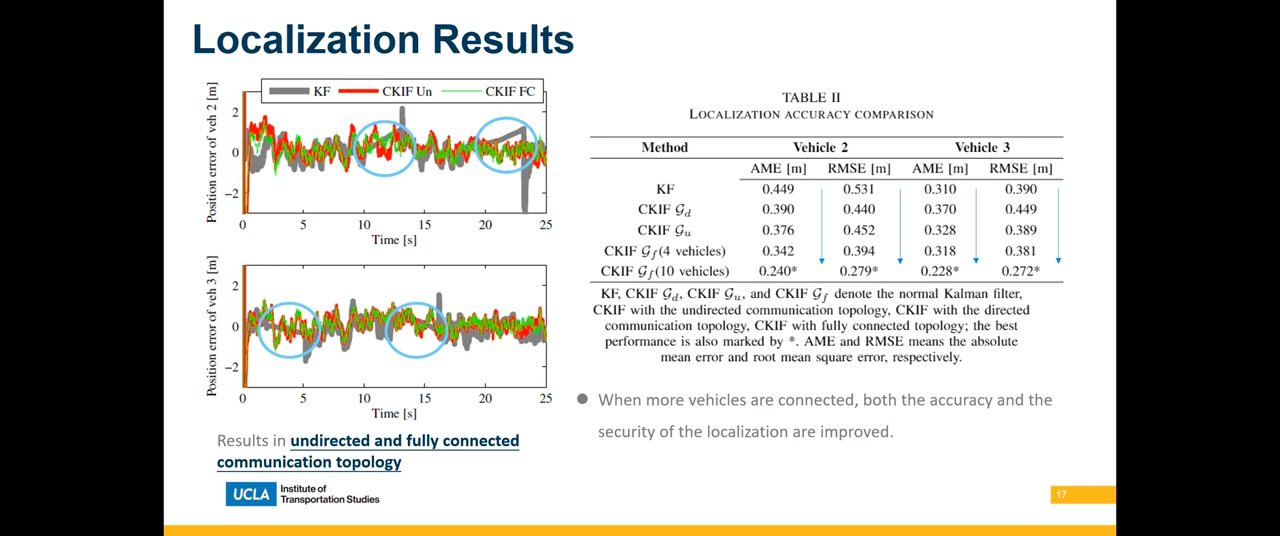 Localization Results
KF CKIF Un CKIF FC
Position error of veh 2 [m]
2
0
−2
0 5 10 15 20 25
Time [s]
Position error of veh 3 [m]
2
0
−2
0 5 10 15 20 25
Time [s]
Results in undirected and fully connected
communication topology
TABLE II
LOCALIZATION ACCURACY COMPARISON
Method Vehicle 2 Vehicle 3
AME [m] RMSE [m] AME [m] RMSE [m]
KF 0.449 0.531 0.310 0.390
CKIF 𝒢d 0.390 0.440 0.370 0.449
CKIF 𝒢u 0.376 0.452 0.328 0.389
CKIF 𝒢f(4 vehicles) 0.342 0.394 0.318 0.381
CKIF 𝒢f(10 vehicles) 0.240* 0.279* 0.228* 0.272*
KF, CKIF 𝒢d, CKIF 𝒢u, and CKIF 𝒢f denote the normal Kalman filter,
CKIF with the undirected communication topology, CKIF with the directed
communication topology, CKIF with fully connected topology; the best
performance is also marked by *. AME and RMSE means the absolute
mean error and root mean square error, respectively.
● When more vehicles are connected, both the accuracy and the
security of the localization are improved.
UCLA Institute of
Transportation Studies
17